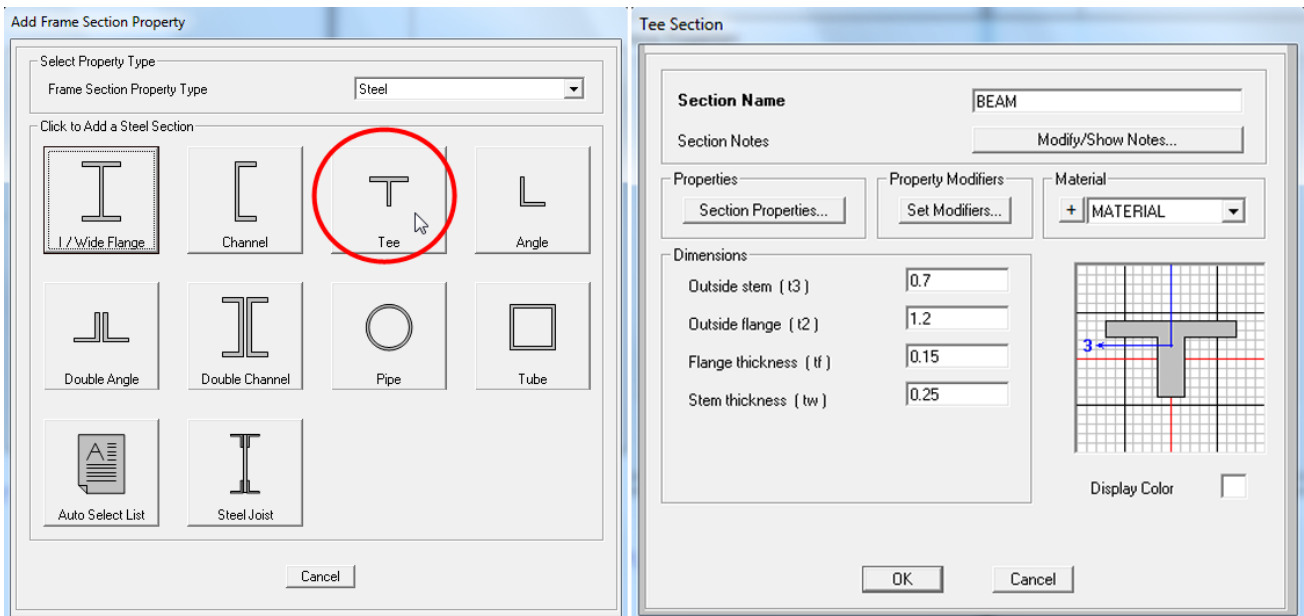 Add Frame Section Property
Select Property Type
Frame Section Property Type
Steel
Click to Add a Steel Section
I / Wide Flange
Channel
Tee
Angle
Double Angle
Double Channel
Pipe
Tube
A
Auto Select List
Steel Joist
Cancel
Tee Section
Section Name
BEAM
Section Notes
Modify/Show Notes...
Properties
Section Properties...
Property Modifiers
Set Modifiers...
Material
+
MATERIAL
Dimensions
Outside stem ( t3 )
0.7
Outside flange ( t2 )
1.2
Flange thickness ( tf )
0.15
Stem thickness ( tw )
0.25
3
Display Color
OK
Cancel